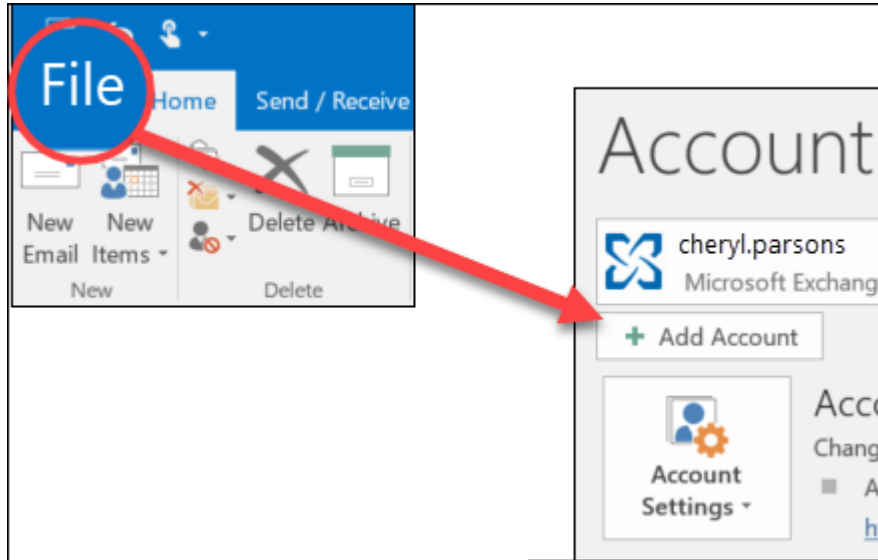 File
Home
Send / Receive
New
Email
New
Items
Delete
Archive
New
Delete
Account
cheryl.parsons
Microsoft Exchang
+ Add Account
Account
Settings
Acco
Chang
A
h